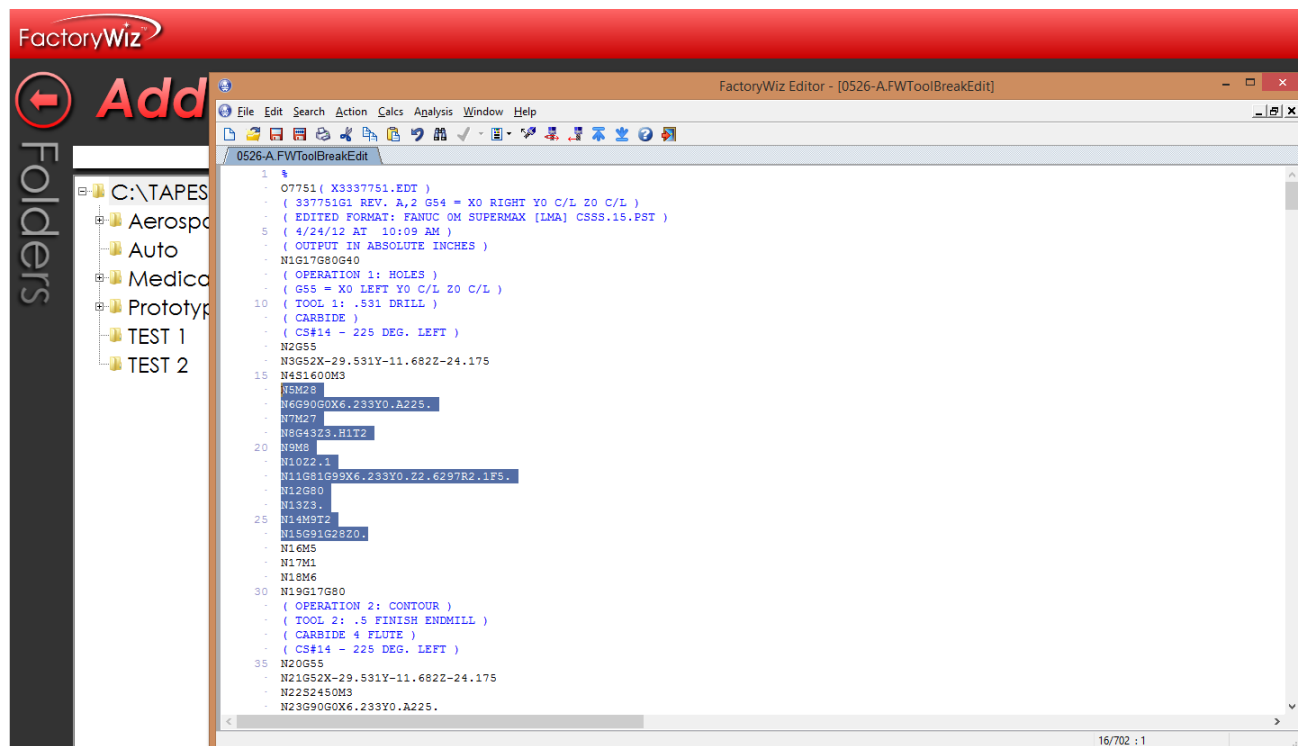 FactoryWiz™
Add
Folders
C:\TAPES
Aerospa
Auto
Medica
Prototyp
TEST 1
TEST 2
FactoryWiz Editor - [0526-A.FWToolBreakEdit]
File Edit Search Action Calcs Analysis Window Help
0526-A.FWToolBreakEdit
1 %
O7751( X3337751.EDT )
( 337751G1 REV. A,2 G54 = X0 RIGHT Y0 C/L Z0 C/L )
( EDITED FORMAT: FANUC 0M SUPERMAX [LMA] CSSS.15.PST )
5 ( 4/24/12 AT 10:09 AM )
( OUTPUT IN ABSOLUTE INCHES )
N1G17G80G40
( OPERATION 1: HOLES )
( G55 = X0 LEFT Y0 C/L Z0 C/L )
10 ( TOOL 1: .531 DRILL )
( CARBIDE )
( CS#14 - 225 DEG. LEFT )
N2G55
N3G52X-29.531Y-11.682Z-24.175
15 N4S1600M3
N5M28
N6G90G0X6.233Y0.A225.
N7M27
N8G43Z3.H1T2
20 N9M8
N10Z2.1
N11G81G99X6.233Y0.Z2.6297R2.1F5.
N12G80
N13Z3.
25 N14M9T2
N15G91G28Z0.
N16M5
N17M1
N18M6
30 N19G17G80
( OPERATION 2: CONTOUR )
( TOOL 2: .5 FINISH ENDMILL )
( CARBIDE 4 FLUTE )
( CS#14 - 225 DEG. LEFT )
35 N20G55
N21G52X-29.531Y-11.682Z-24.175
N22S2450M3
N23G90G0X6.233Y0.A225.
16/702 : 1